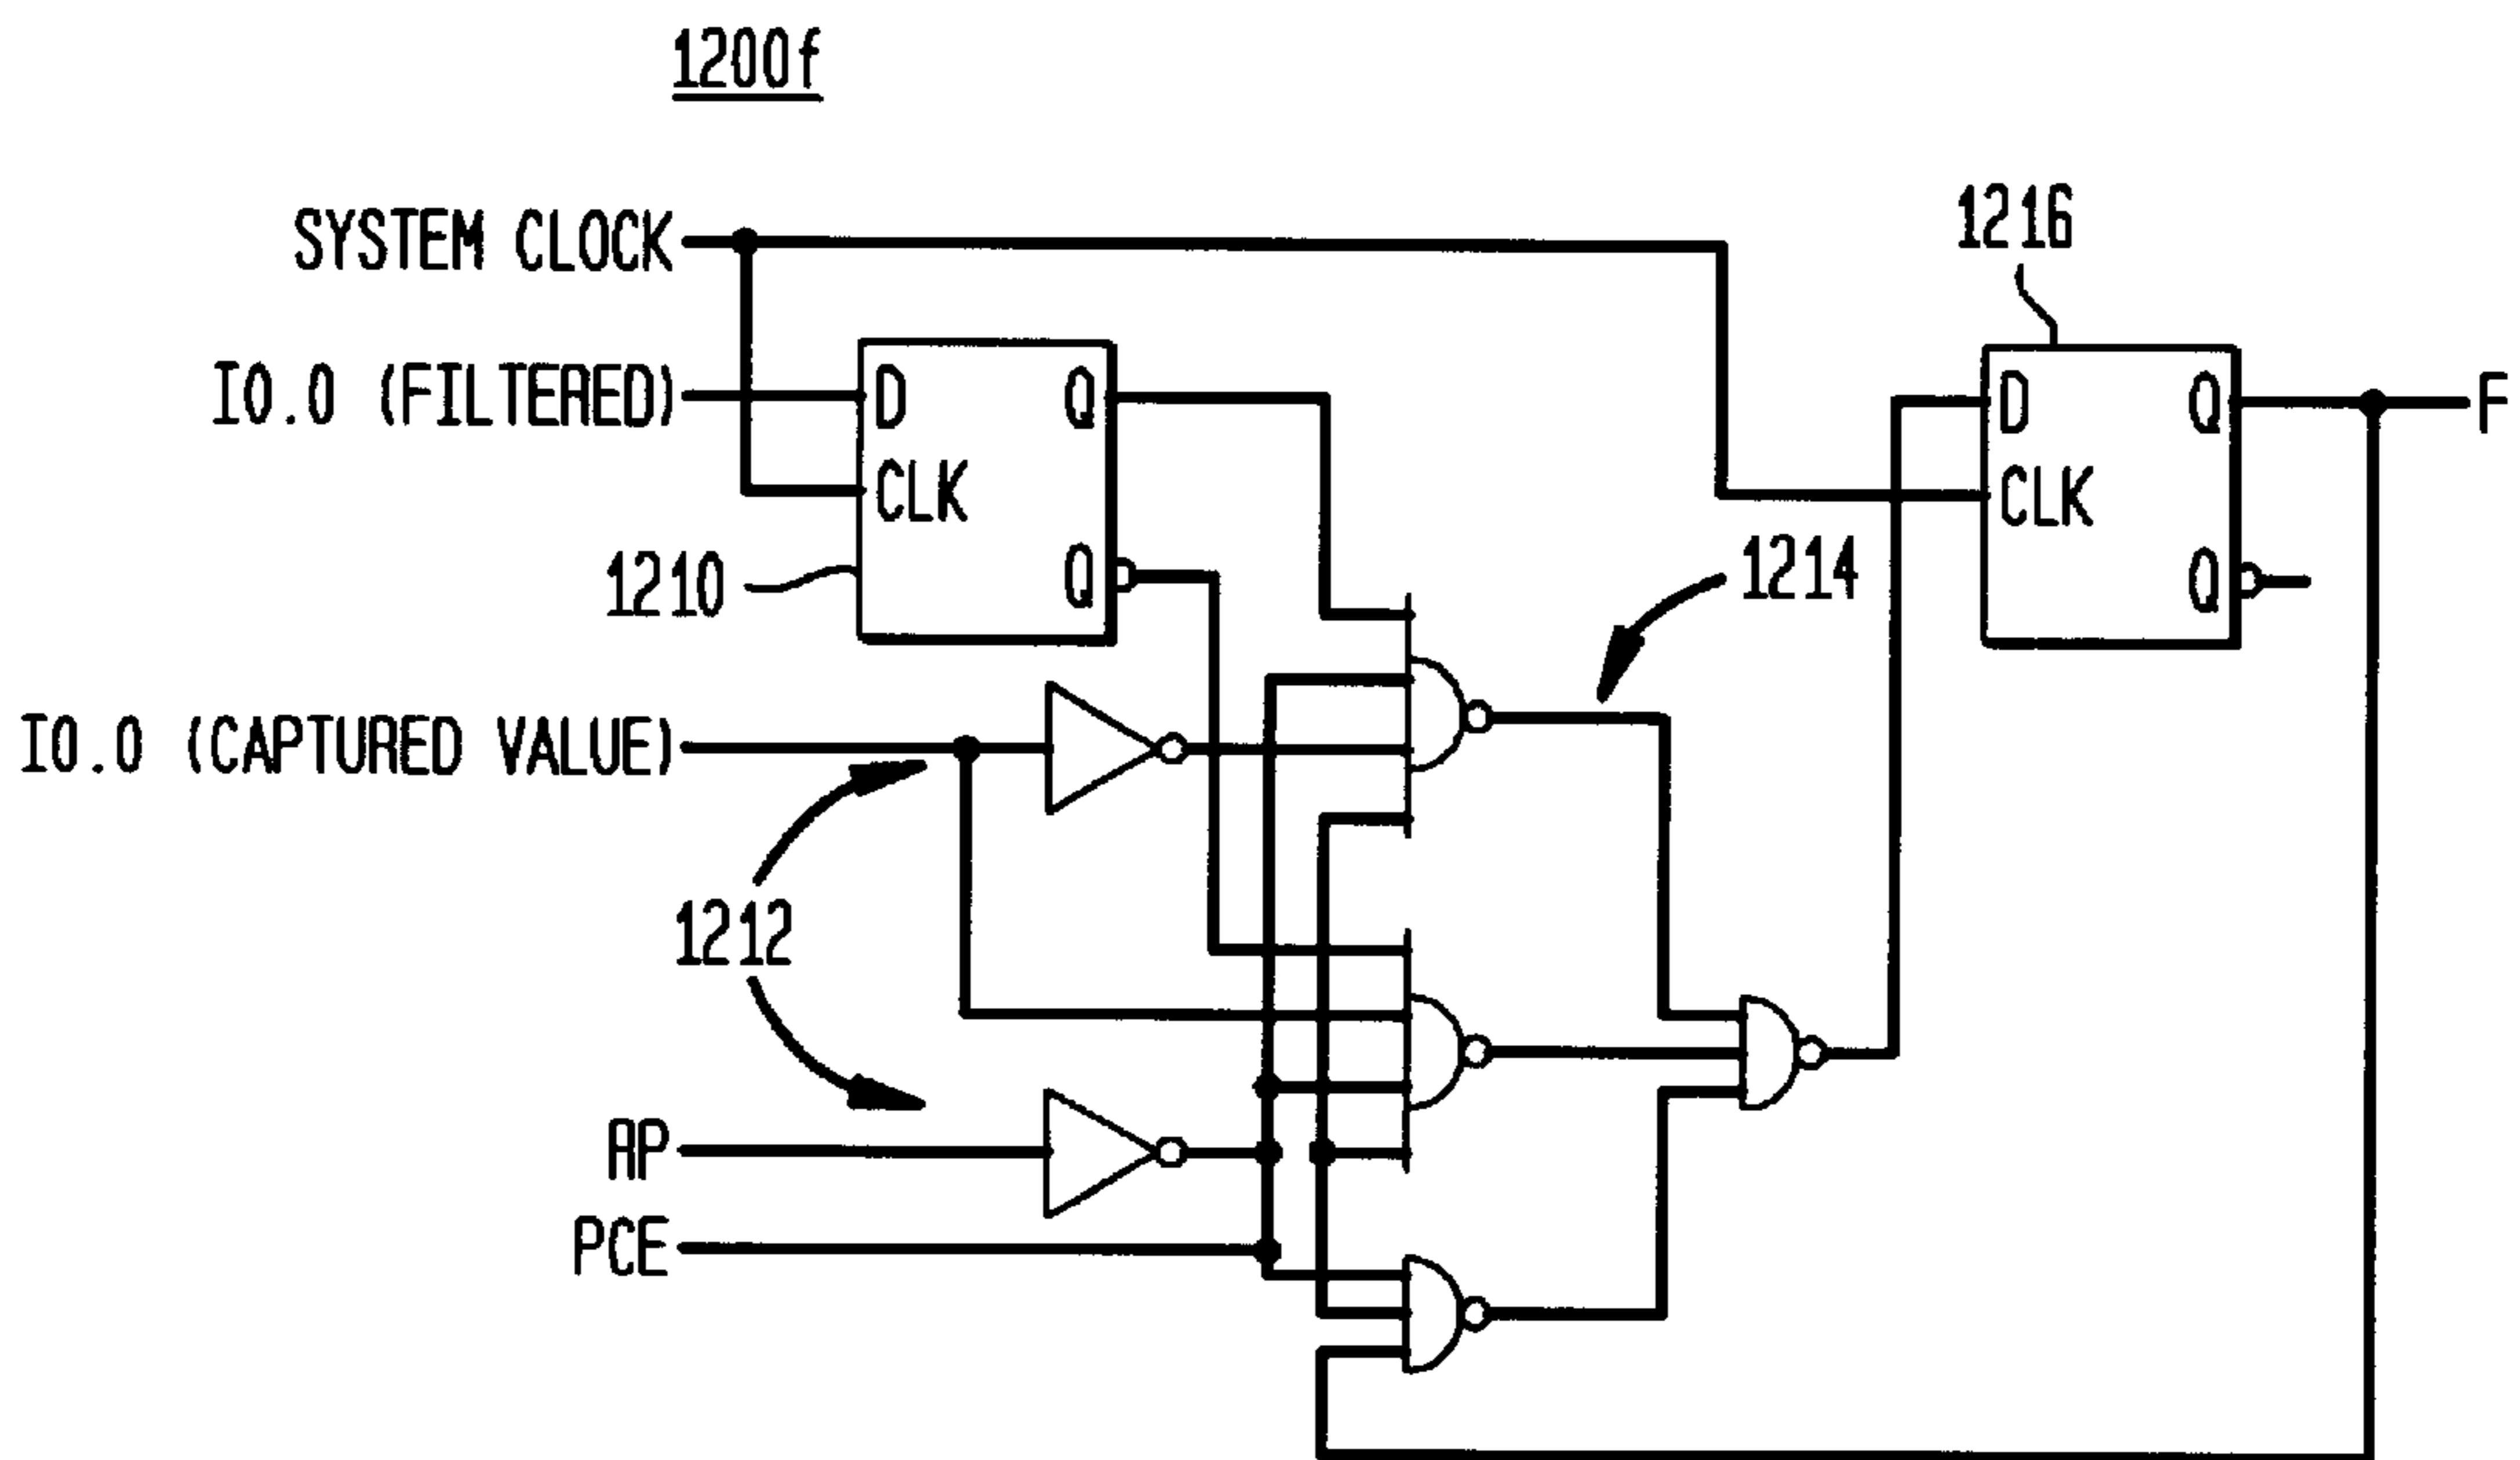 1200f
SYSTEM CLOCK
1216
IO.0 (FILTERED)
D
Q
D
Q
F
CLK
CLK
1210
Q
1214
Q
IO.0 (CAPTURED VALUE)
1212
AP
PCE